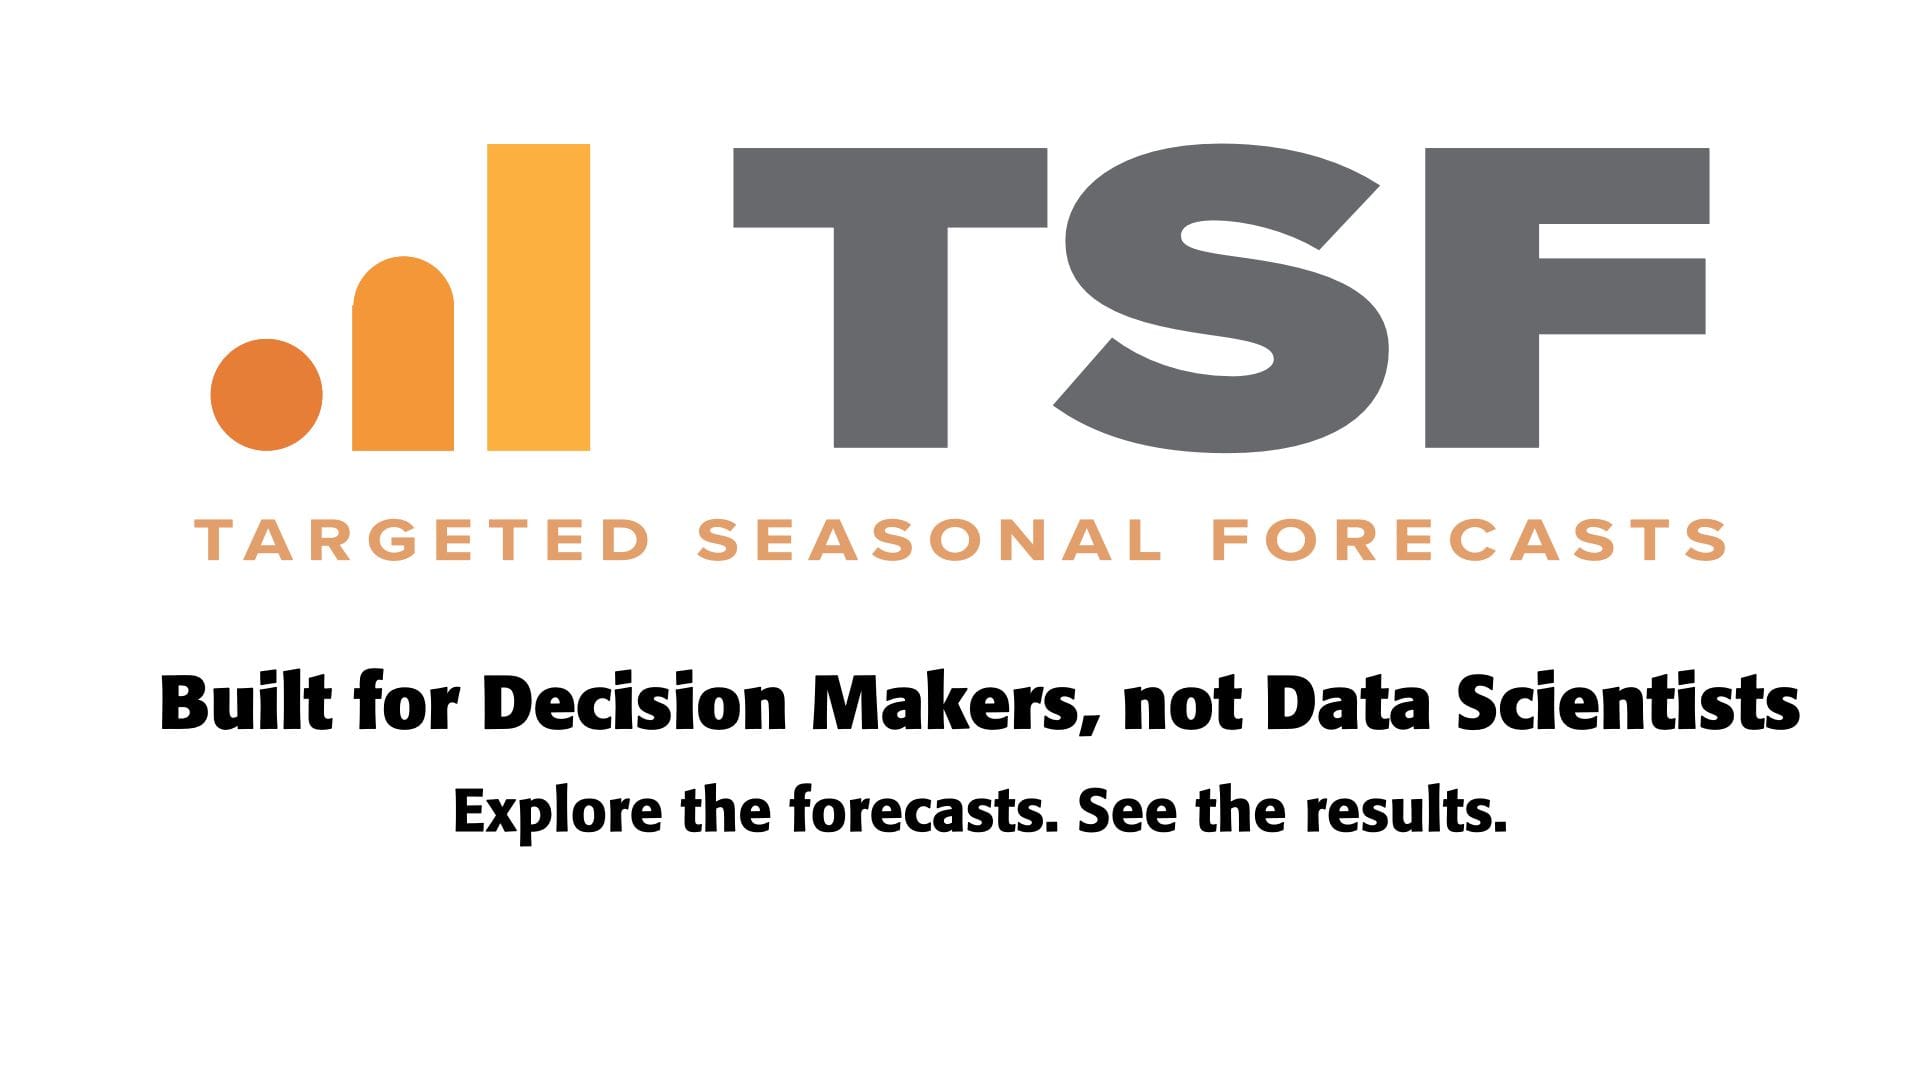 TSF
TARGETED SEASONAL FORECASTS
Built for Decision Makers, not Data Scientists
Explore the forecasts. See the results.